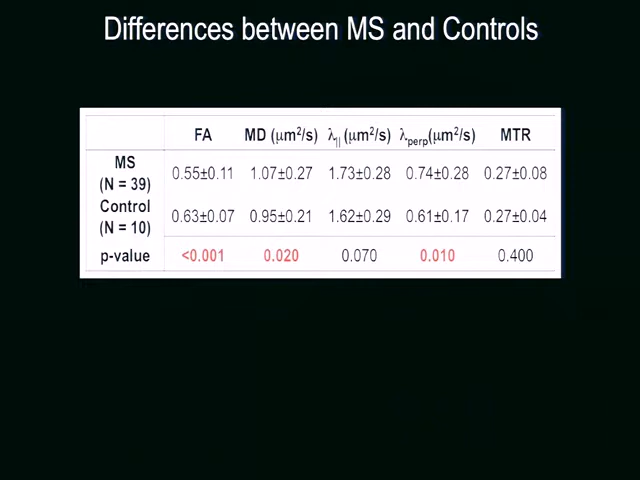 Differences between MS and Controls
FA MD (μm²/s) λ|| (μm²/s) λperp(μm²/s) MTR
MS (N = 39) 0.55±0.11 1.07±0.27 1.73±0.28 0.74±0.28 0.27±0.08
Control (N = 10) 0.63±0.07 0.95±0.21 1.62±0.29 0.61±0.17 0.27±0.04
p-value <0.001 0.020 0.070 0.010 0.400